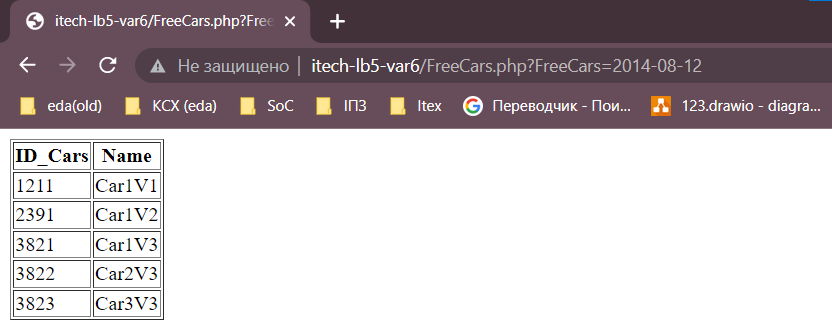 itech-lb5-var6/FreeCars.php?Free
Не защищено itech-lb5-var6/FreeCars.php?FreeCars=2014-08-12
eda(old) КСХ (eda) SoC ІПЗ Itex Переводчик - Пои... 123.drawio - diagra...
ID_Cars Name
1211 Car1V1
2391 Car1V2
3821 Car1V3
3822 Car2V3
3823 Car3V3